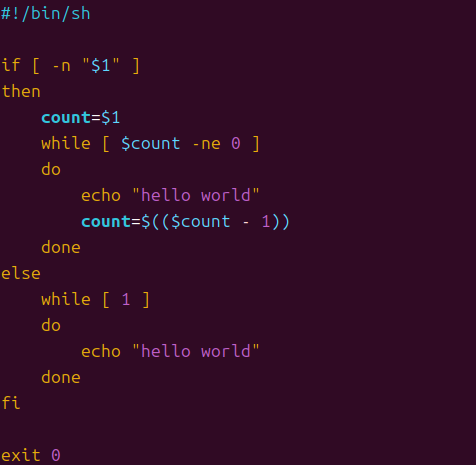 #!/bin/sh

if [ -n "$1" ]
then
    count=$1
    while [ $count -ne 0 ]
    do
        echo "hello world"
        count=$(($count - 1))
    done
else
    while [ 1 ]
    do
        echo "hello world"
    done
fi

exit 0